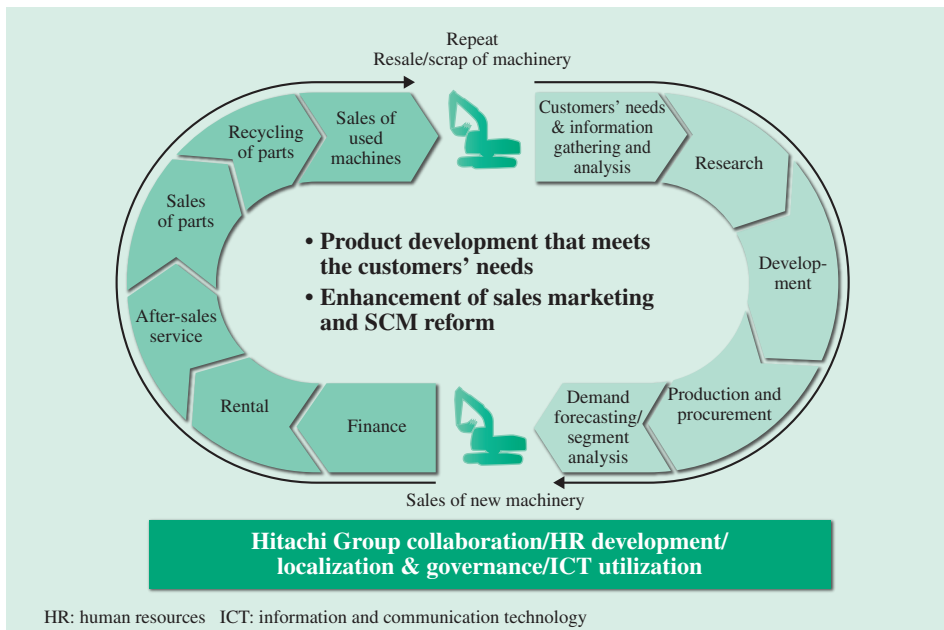 Repeat
Resale/scrap of machinery
Customers' needs
& information
gathering and
analysis
Research
Develop-
ment
Production and
procurement
Demand
forecasting/
segment
analysis
Sales of new machinery
Finance
Rental
After-sales
service
Sales
of parts
Recycling
of parts
Sales of
used
machines
• Product development that meets
the customers' needs
• Enhancement of sales marketing
and SCM reform
Hitachi Group collaboration/HR development/
localization & governance/ICT utilization
HR: human resources ICT: information and communication technology